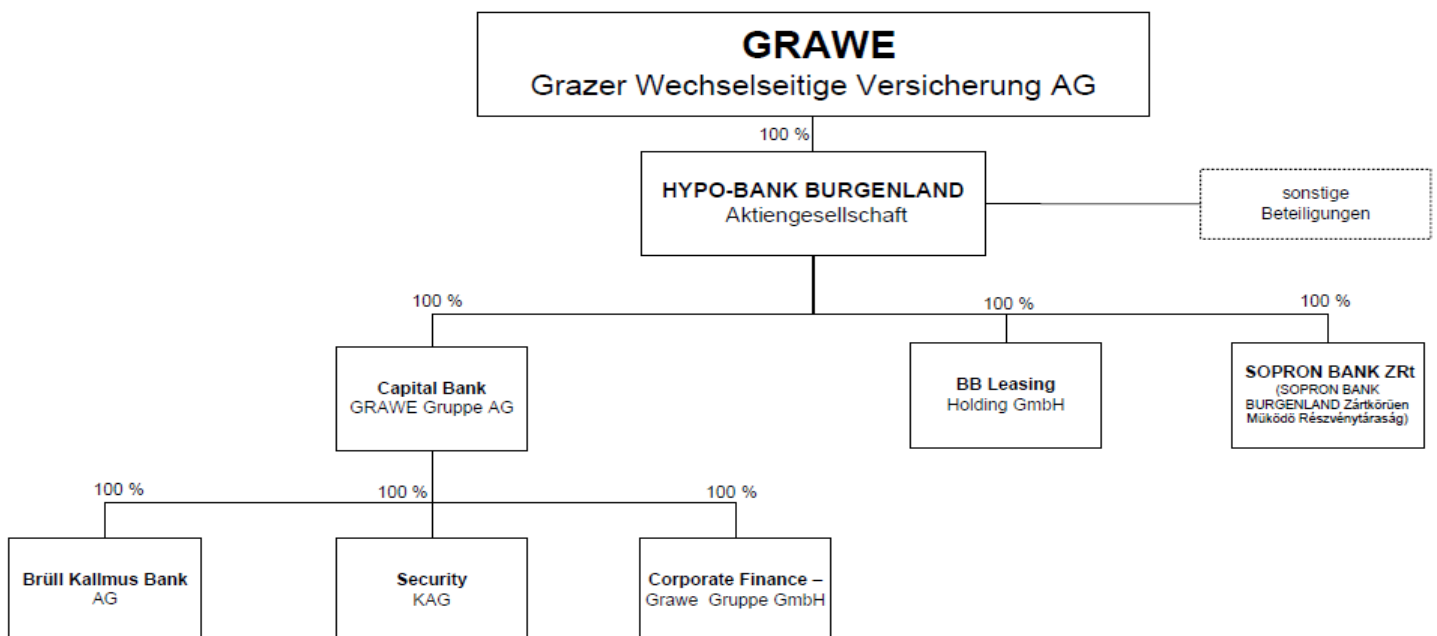 GRAWE
Grazer Wechselseitige Versicherung AG
100 %
HYPO-BANK BURGENLAND
Aktiengesellschaft
sonstige
Beteiligungen
100 %
100 %
100 %
Capital Bank
GRAWE Gruppe AG
BB Leasing
Holding GmbH
SOPRON BANK ZRt
(SOPRON BANK
BURGENLAND Zártkörüen
Müködö Részvénytáraság)
100 %
100 %
100 %
Brüll Kallmus Bank
AG
Security
KAG
Corporate Finance –
Grawe Gruppe GmbH